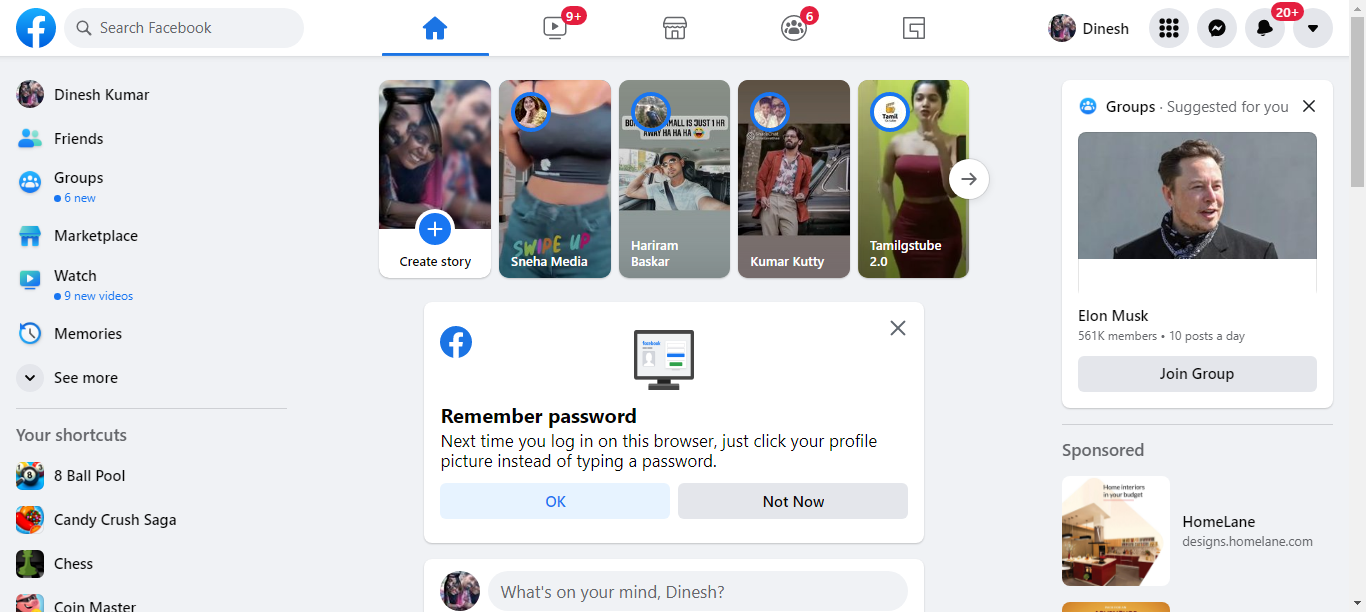 Search Facebook
9+
6
Dinesh
20+
Dinesh Kumar
Friends
Groups
6 new
Marketplace
Watch
9 new videos
Memories
See more
Your shortcuts
8 Ball Pool
Candy Crush Saga
Chess
Coin Master
Create story
SWIPE UP
Sneha Media
MALL IS JUST 1 HR
AWAY HA HA HA
Hariram
Baskar
Kumar Kutty
Tamil
Tamilgstube
2.0
facebook
Remember password
Next time you log in on this browser, just click your profile
picture instead of typing a password.
OK
Not Now
What's on your mind, Dinesh?
Groups · Suggested for you
Elon Musk
561K members • 10 posts a day
Join Group
Sponsored
Home interiors
in your budget
HomeLane
designs.homelane.com